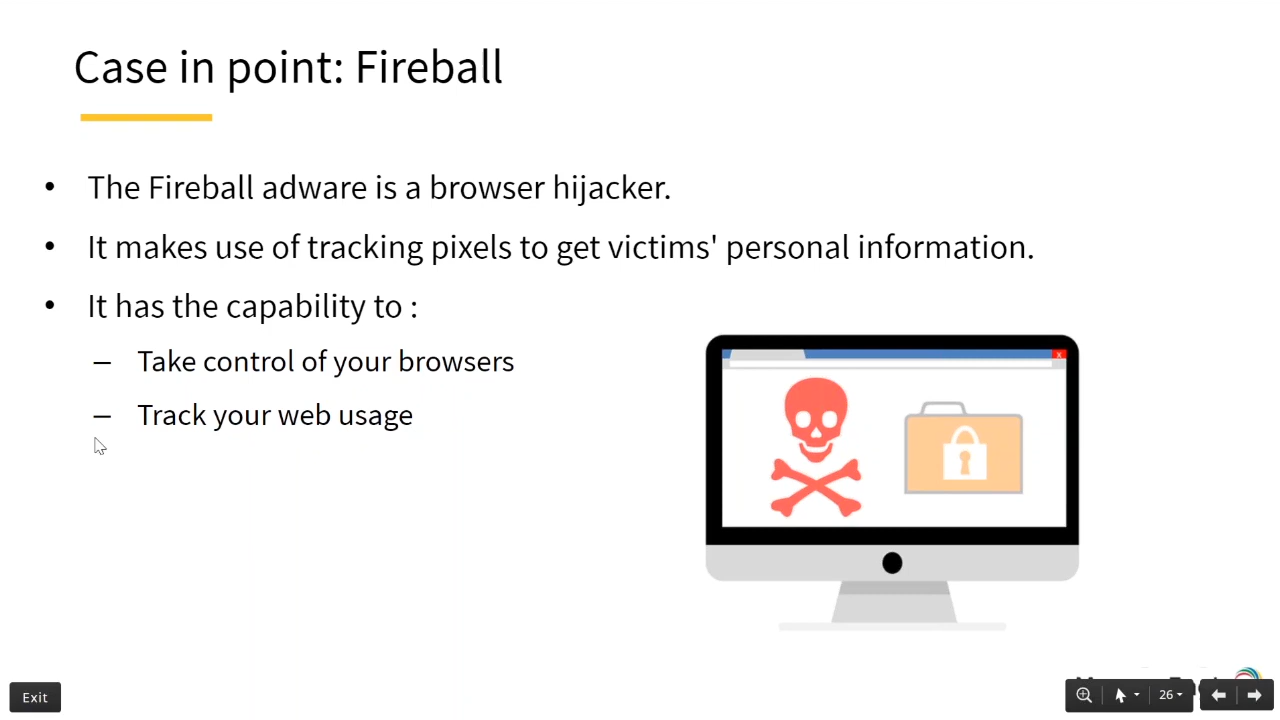 Case in point: Fireball
• The Fireball adware is a browser hijacker.
• It makes use of tracking pixels to get victims' personal information.
• It has the capability to :
– Take control of your browsers
– Track your web usage
x
Exit
26